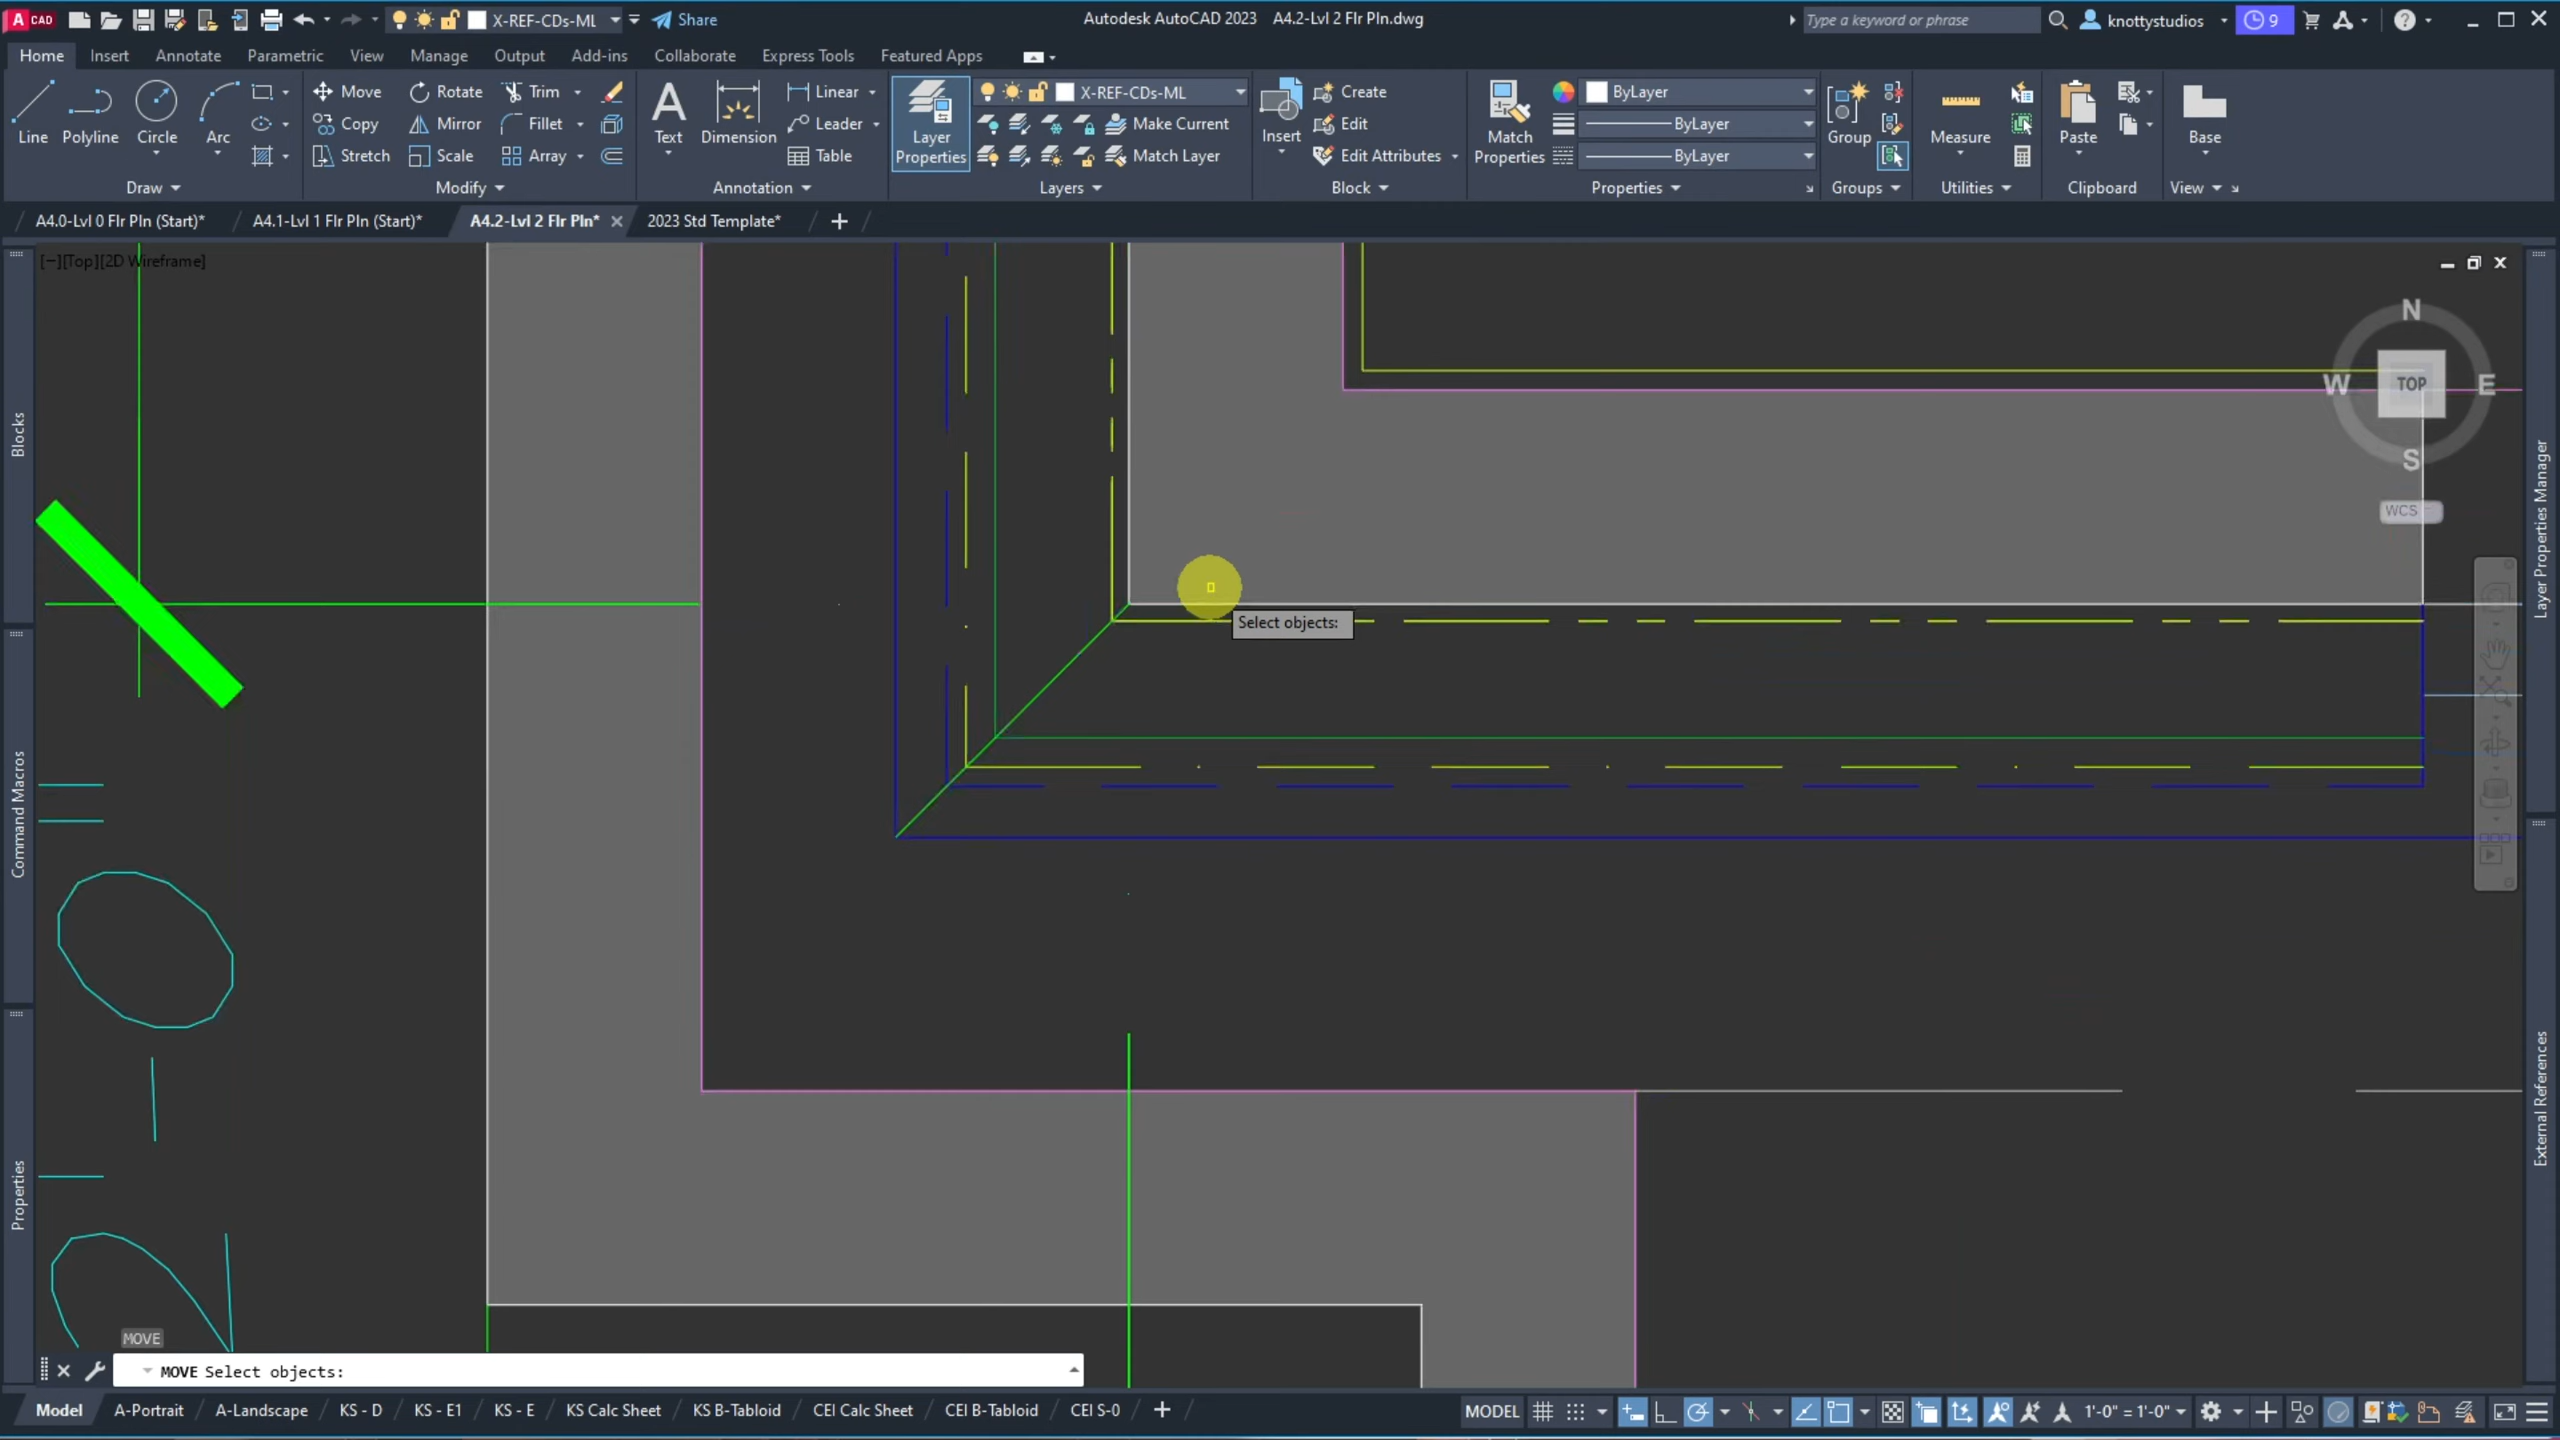 A CAD X-REF-CDs-ML Share Autodesk AutoCAD 2023 A4.2-Lvl 2 Flr Pln.dwg Type a keyword or phrase knottystudios 9
Home Insert Annotate Parametric View Manage Output Add-ins Collaborate Express Tools Featured Apps
Move Rotate Trim Linear X-REF-CDs-ML Create ByLayer
Line Polyline Circle Arc Copy Mirror Fillet Text Dimension Leader Layer Properties Make Current Insert Edit Match Properties ByLayer Group Measure Paste Base
Stretch Scale Array Table Match Layer Edit Attributes ByLayer
Draw Modify Annotation Layers Block Properties Groups Utilities Clipboard View
A4.0-Lvl 0 Flr Pln (Start)* A4.1-Lvl 1 Flr Pln (Start)* A4.2-Lvl 2 Flr Pln* 2023 Std Template*
[−][Top][2D Wireframe]
N
W TOP E
S
WCS
Blocks
Command Macros
Properties
Layer Properties Manager
External References
Select objects:
MOVE
MOVE Select objects:
Model A-Portrait A-Landscape KS - D KS - E1 KS - E KS Calc Sheet KS B-Tabloid CEI Calc Sheet CEI B-Tabloid CEI S-0 MODEL 1'-0" = 1'-0"